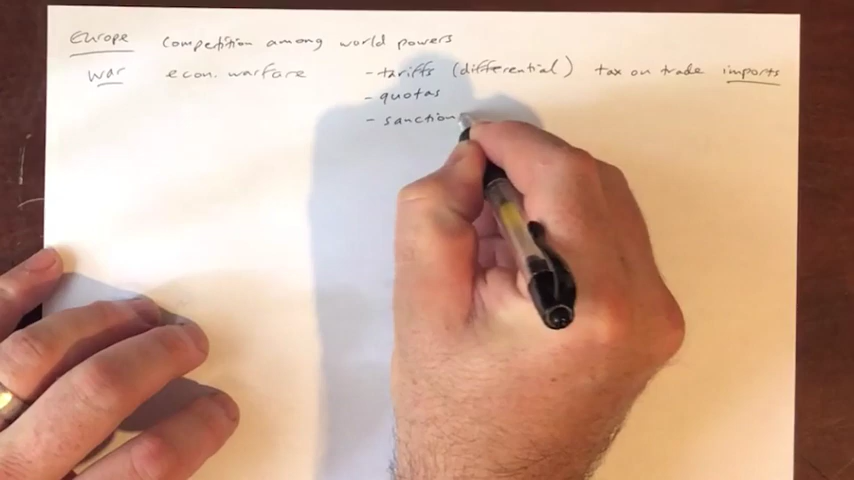 Europe competition among world powers
war econ. warfare - tariffs (differential) tax on trade imports
- quotas
- sanction